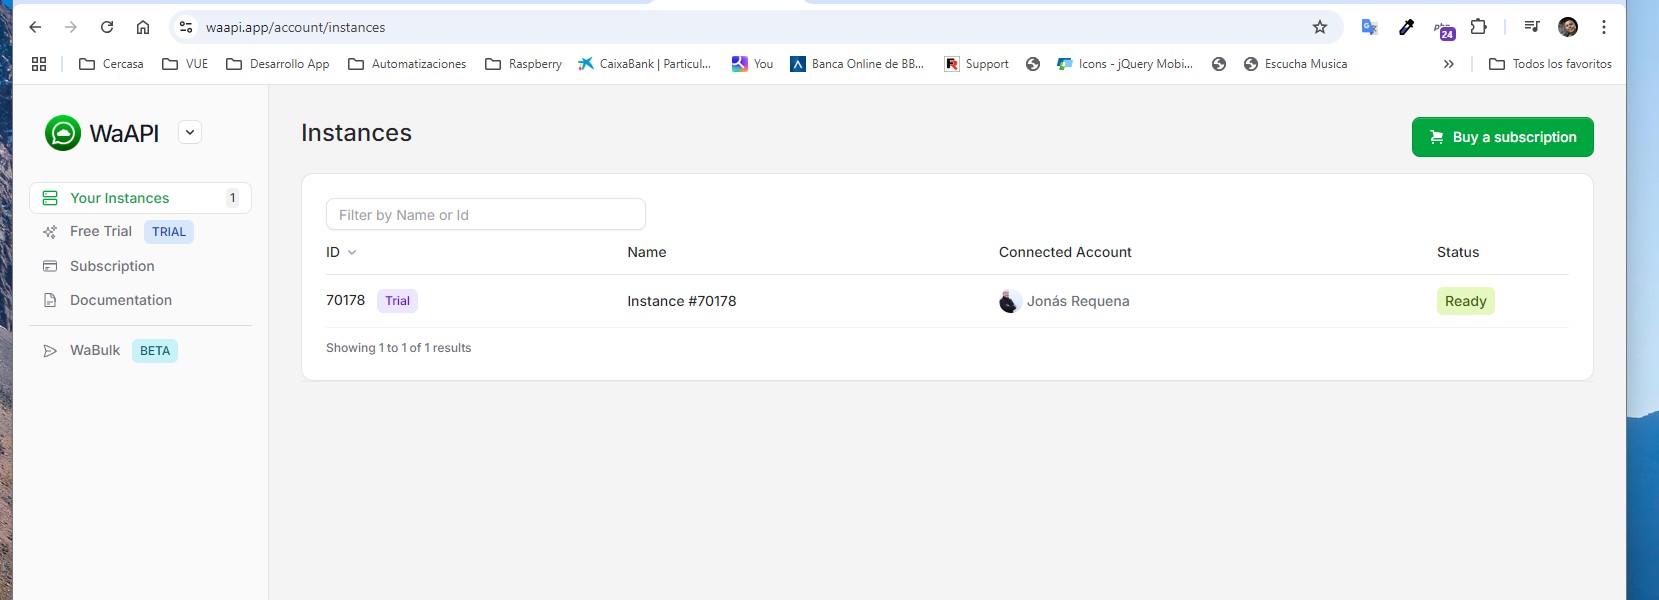 waapi.app/account/instances
24
Cercasa
VUE
Desarrollo App
Automatizaciones
Raspberry
CaixaBank | Particul...
You
Banca Online de BB...
Support
Icons - jQuery Mobi...
Escucha Musica
Todos los favoritos
WaAPI
Your Instances 1
Free Trial TRIAL
Subscription
Documentation
WaBulk BETA
Instances
Buy a subscription
Filter by Name or Id
ID Name Connected Account Status
70178 Trial Instance #70178 Jonás Requena Ready
Showing 1 to 1 of 1 results